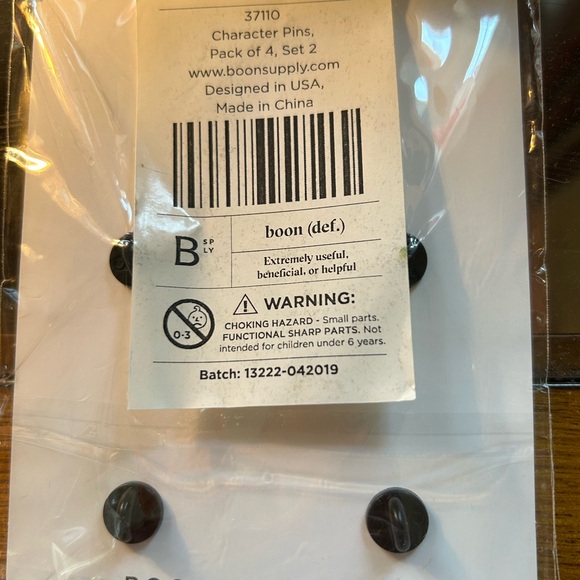 37110
Character Pins,
Pack of 4, Set 2
www.boonsupply.com
Designed in USA,
Made in China
B SP LY
boon (def.)
Extremely useful,
beneficial, or helpful
0-3
WARNING:
CHOKING HAZARD - Small parts.
FUNCTIONAL SHARP PARTS. Not
intended for children under 6 years.
Batch: 13222-042019